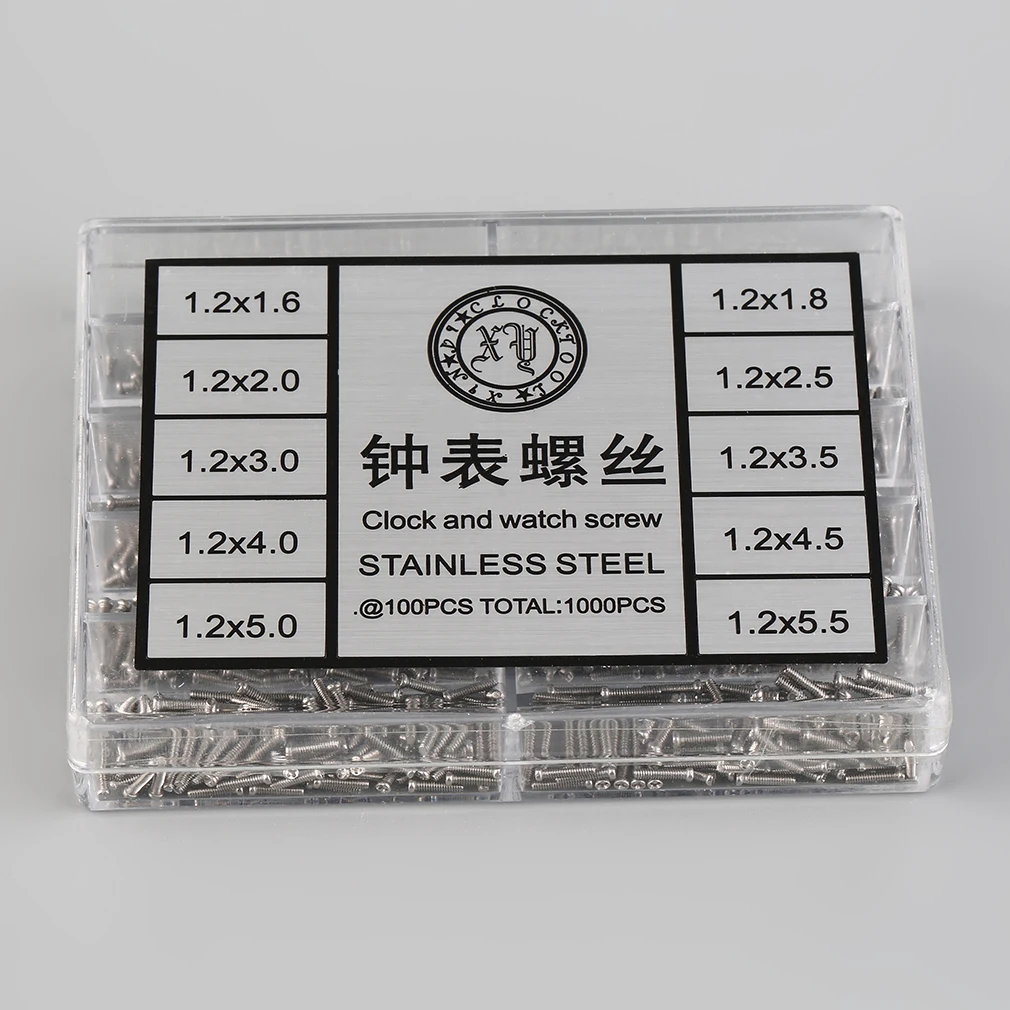 1.2x1.6
1.2x2.0
1.2x3.0
1.2x4.0
1.2x5.0
CLOCKTOOL
XY
钟表螺丝
Clock and watch screw
STAINLESS STEEL
.@100PCS TOTAL:1000PCS
1.2x1.8
1.2x2.5
1.2x3.5
1.2x4.5
1.2x5.5